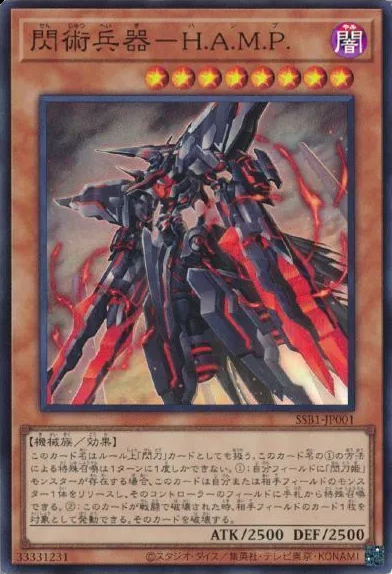 閃術兵器－H.A.M.P.
闇
SSB1-JP001
【機械族／効果】
このカード名はルール上「閃刀」カードとしても扱う。このカード名の①の方法
による特殊召喚は１ターンに１度しかできない。①：自分フィールドに「閃刀姫」
モンスターが存在する場合、このカードは自分または相手フィールドのモンス
ター１体をリリースし、そのコントローラーのフィールドに手札から特殊召喚
できる。②：このカードが戦闘で破壊された時、相手フィールドのカード１枚を
対象として発動できる。そのカードを破壊する。
ATK/2500 DEF/2500
33331231
©スタジオ・ダイス／集英社・テレビ東京・KONAMI